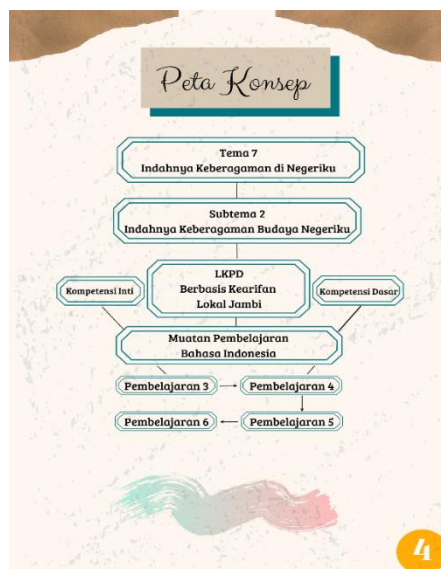 Peta Konsep
Tema 7
Indahnya Keberagaman di Negeriku
Subtema 2
Indahnya Keberagaman Budaya Negeriku
LKPD
Berbasis Kearifan
Lokal Jambi
Kompetensi Inti
Kompetensi Dasar
Muatan Pembelajaran
Bahasa Indonesia
Pembelajaran 3
Pembelajaran 4
Pembelajaran 6
Pembelajaran 5
4